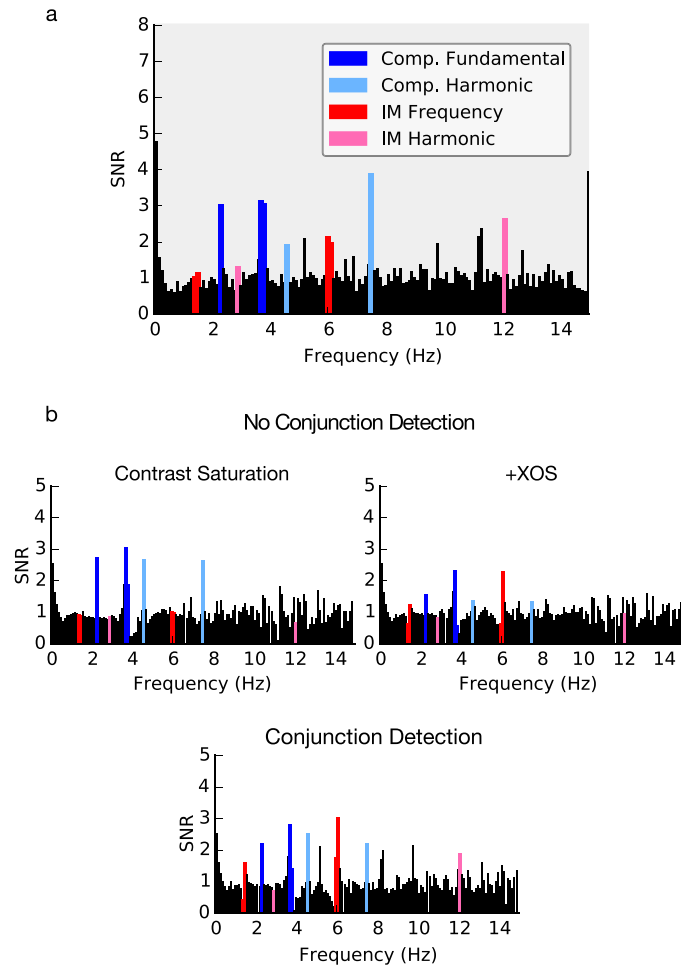 a
8
7
6
5
4
3
2
1
0
SNR
Comp. Fundamental
Comp. Harmonic
IM Frequency
IM Harmonic
0 2 4 6 8 10 12 14
Frequency (Hz)
b
No Conjunction Detection
Contrast Saturation
5
4
3
2
1
0
SNR
0 2 4 6 8 10 12 14
Frequency (Hz)
+XOS
5
4
3
2
1
0
0 2 4 6 8 10 12 14
Frequency (Hz)
Conjunction Detection
5
4
3
2
1
0
SNR
0 2 4 6 8 10 12 14
Frequency (Hz)